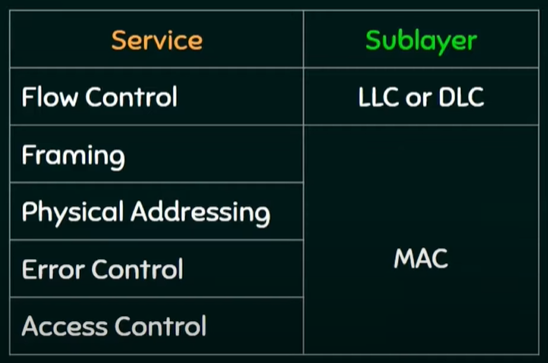 Service Sublayer
Flow Control LLC or DLC
Framing
Physical Addressing
Error Control
MAC
Access Control